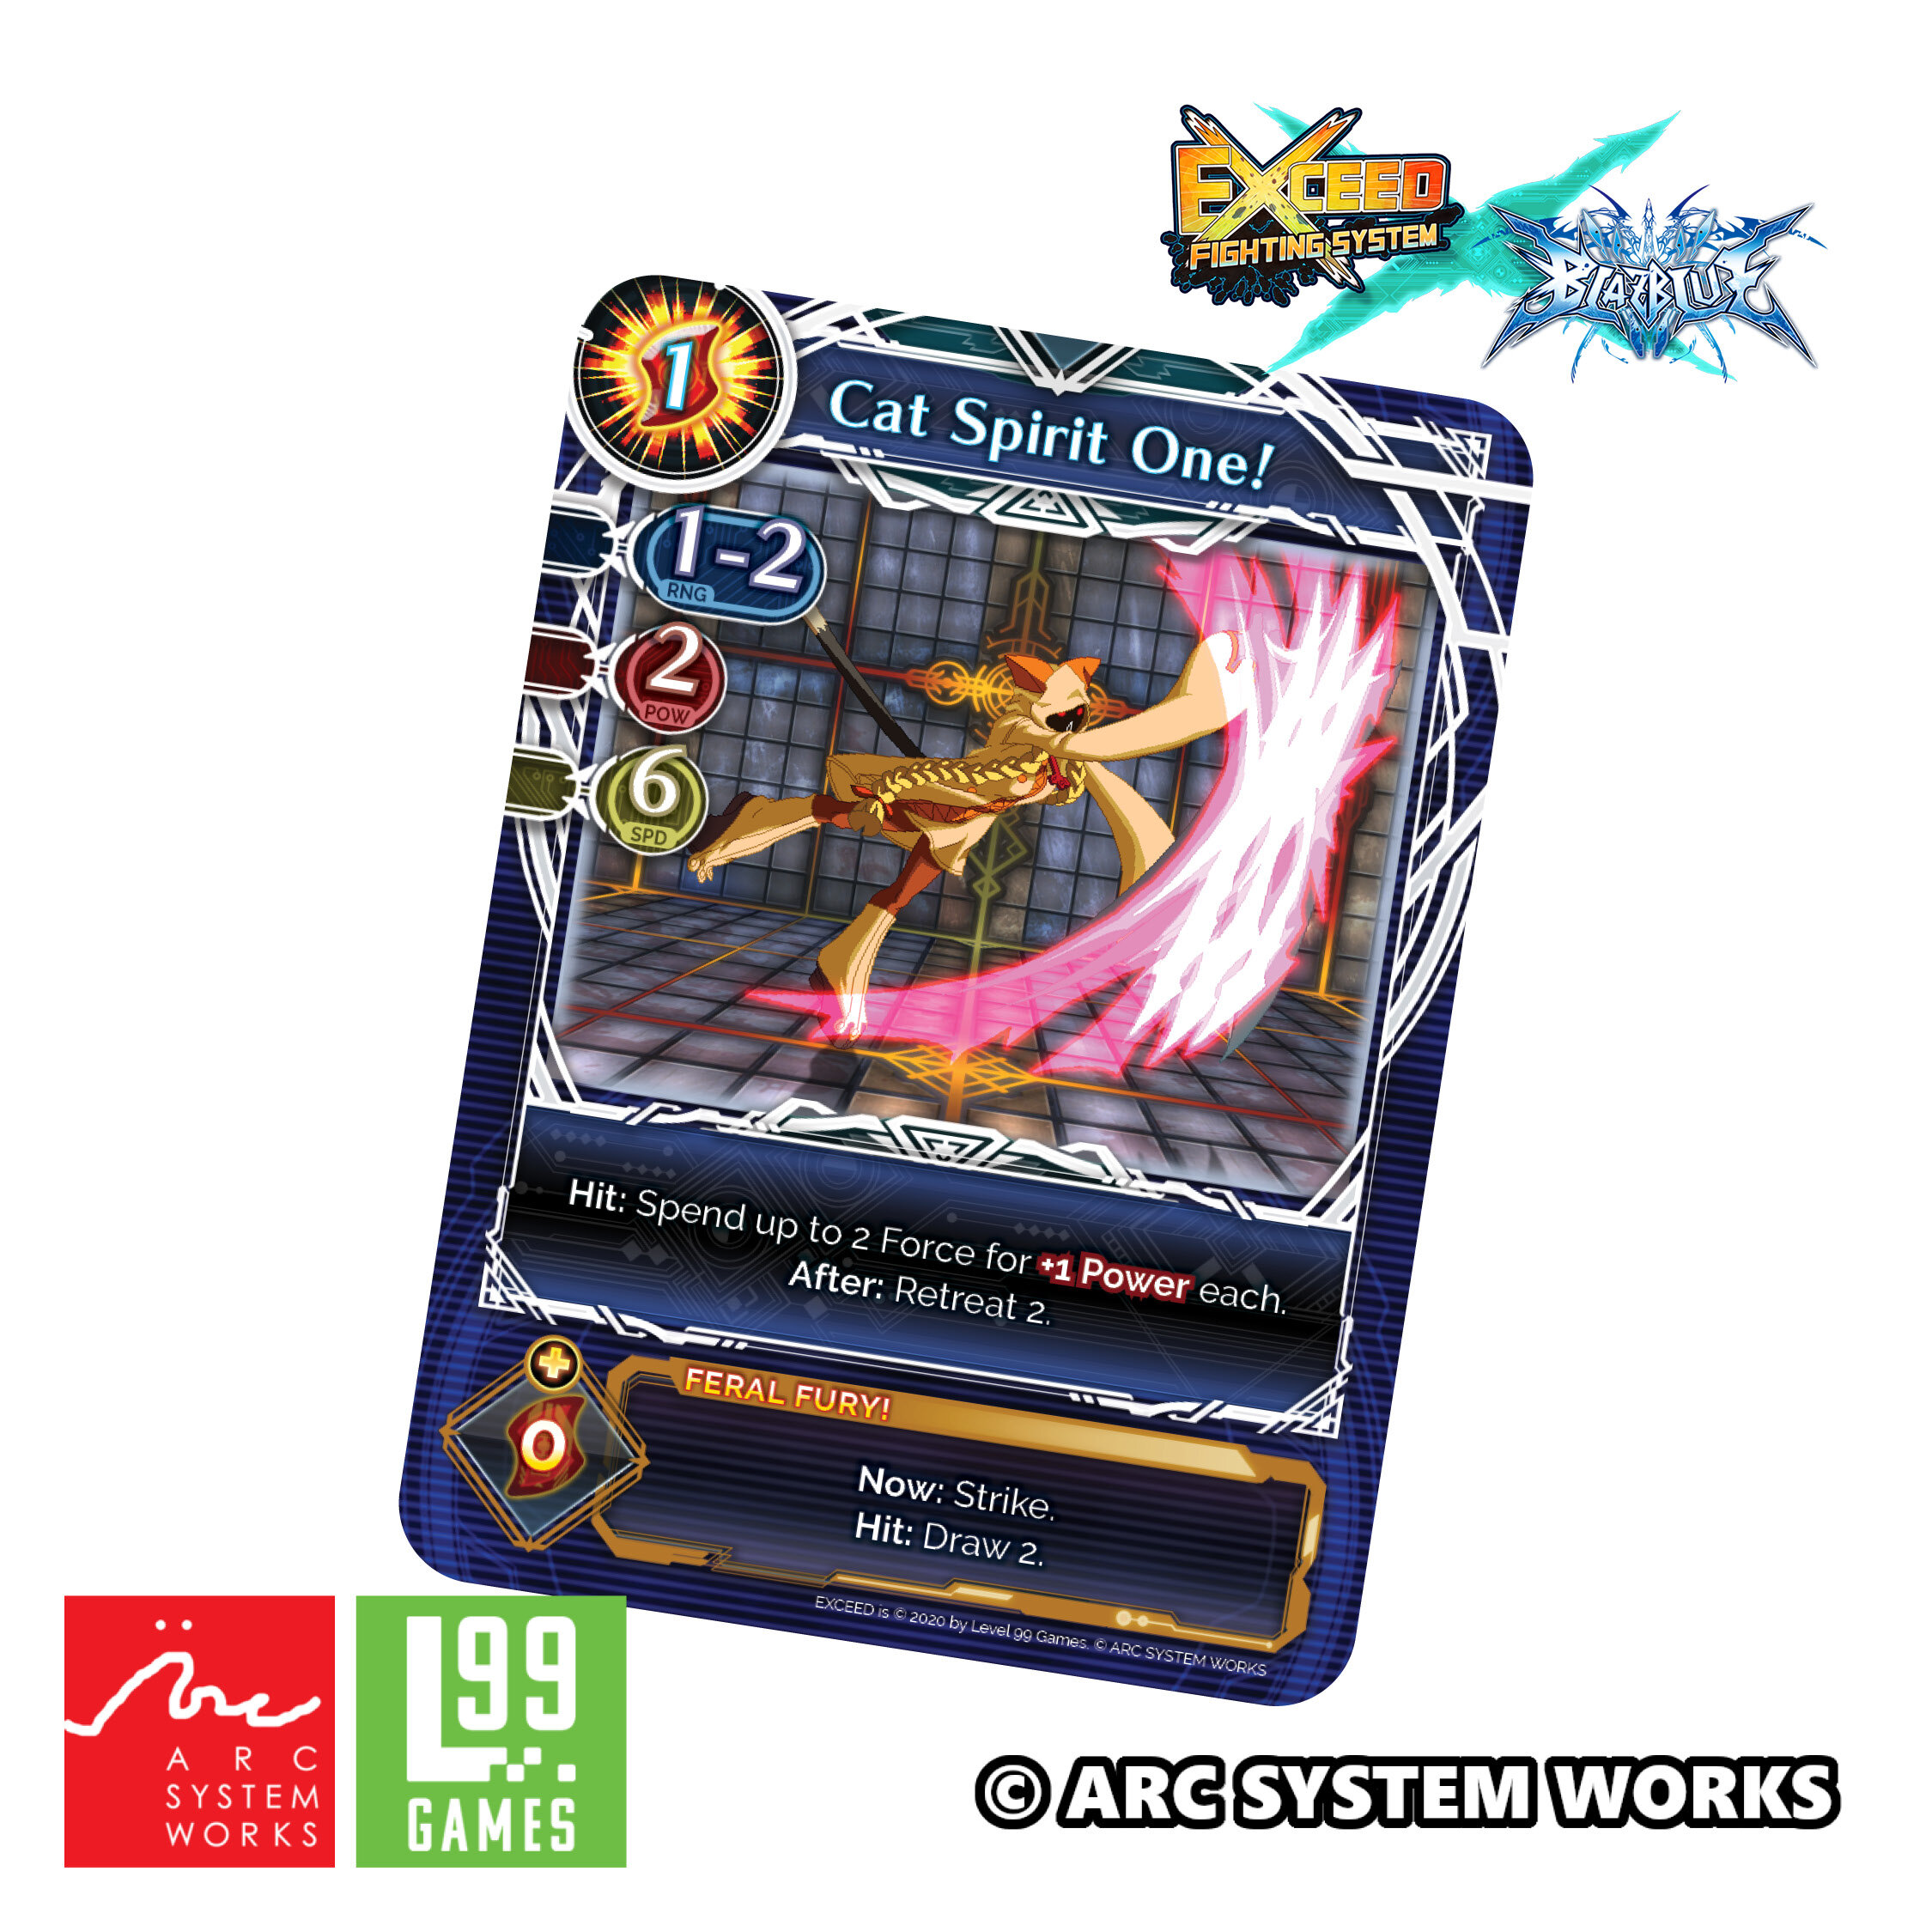 EXCEED
FIGHTING SYSTEM
BLAZBLUE
1
Cat Spirit One!
1-2
RNG
2
POW
6
SPD
Hit: Spend up to 2 Force for +1 Power each.
After: Retreat 2.
+
0
FERAL FURY!
Now: Strike.
Hit: Draw 2.
EXCEED is © 2020 by Level 99 Games. © ARC SYSTEM WORKS
Arc
ARC
SYSTEM
WORKS
L99
GAMES
© ARC SYSTEM WORKS